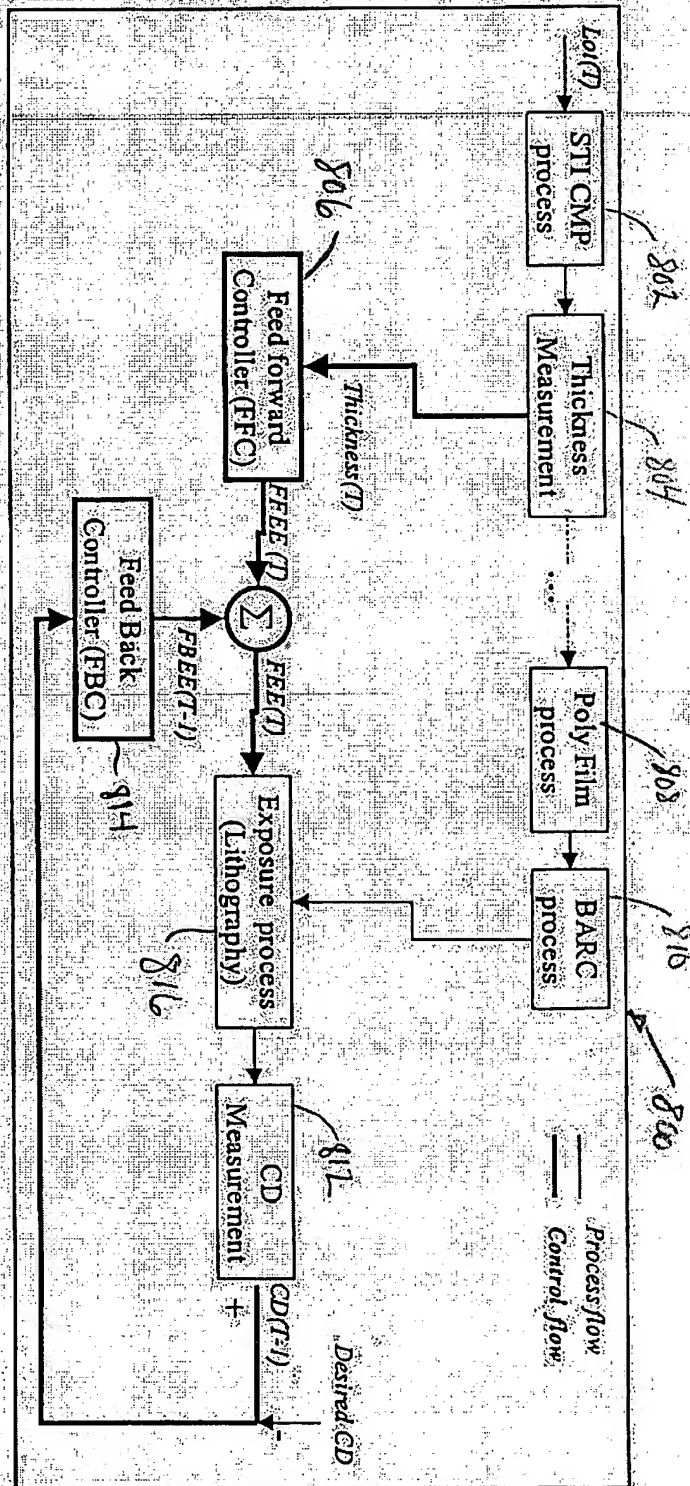 800
Process flow
Control flow
Lot(T)
STI CMP
process
802
Thickness
Measurement
804
...
Poly Film
process
808
BARC
process
810
Thickness(T)
806
Feed forward
Controller (FFC)
FFEE (T)
Σ
FEE(T)
Exposure process
(Lithography)
816
CD
Measurement
812
CD(T-1)
+
-
Desired CD
FBEE(T-1)
Feed Back
Controller (FBC)
814